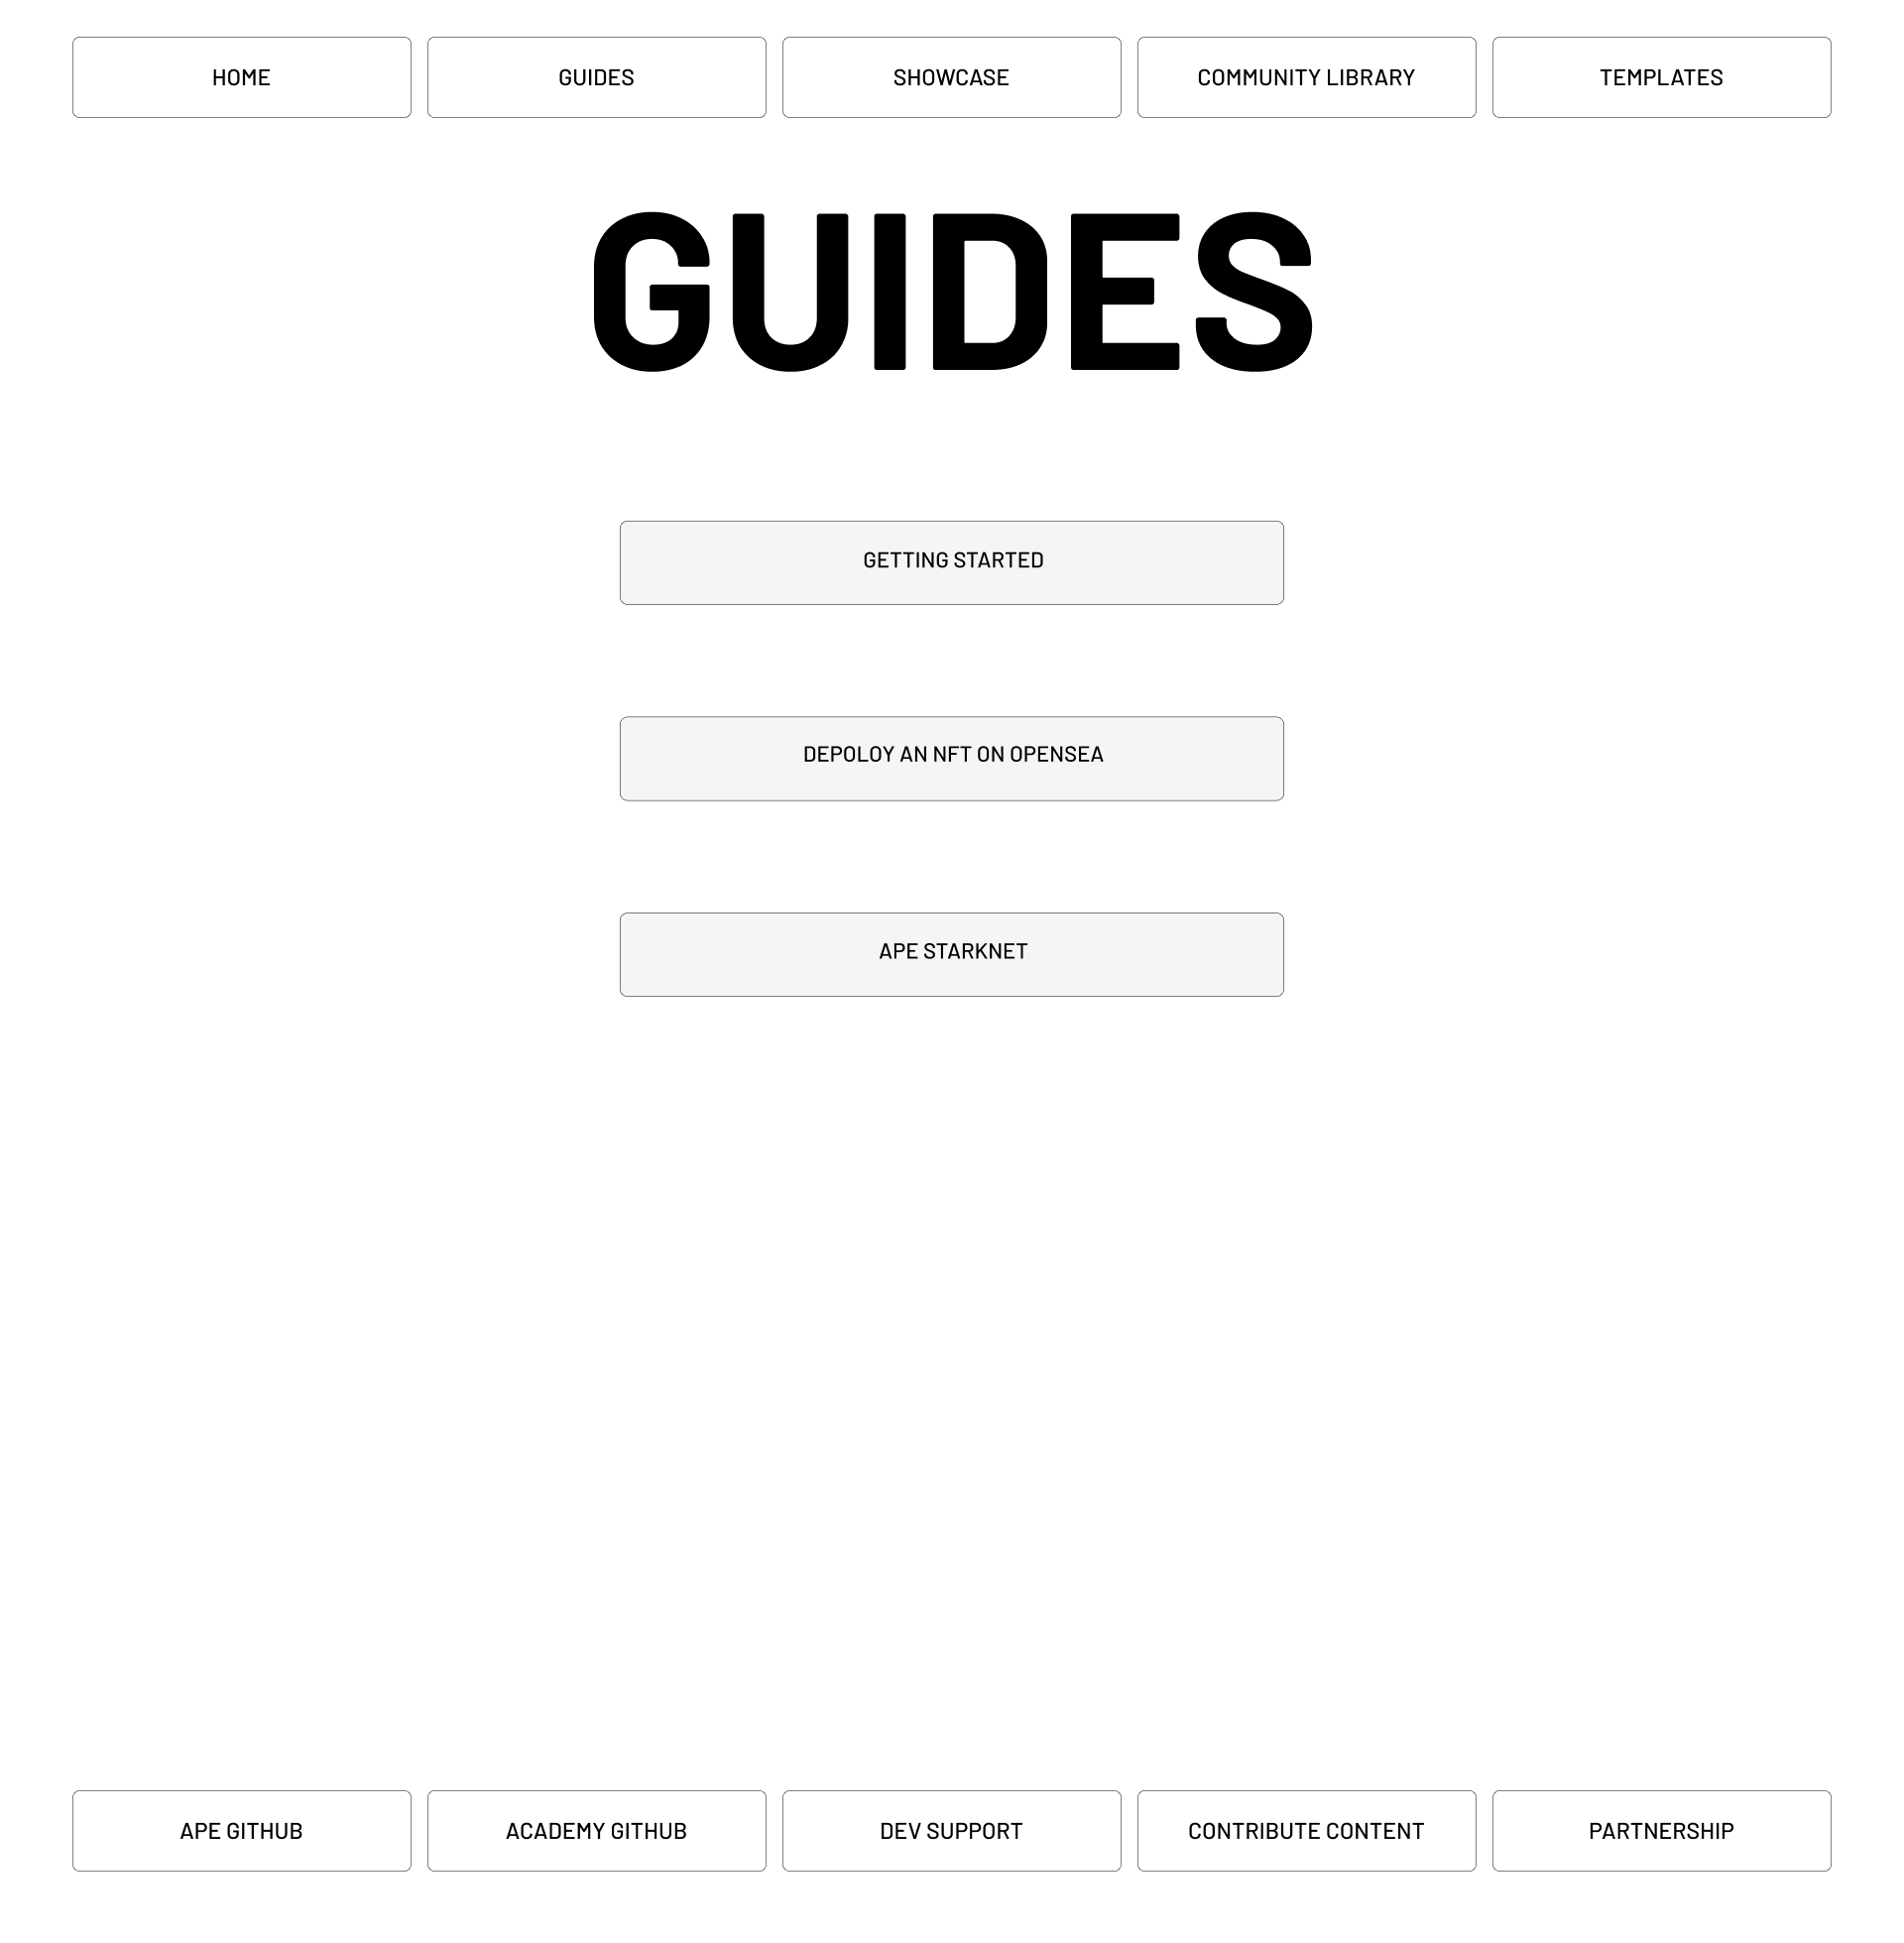 HOME
GUIDES
SHOWCASE
COMMUNITY LIBRARY
TEMPLATES
GUIDES
GETTING STARTED
DEPOLOY AN NFT ON OPENSEA
APE STARKNET
APE GITHUB
ACADEMY GITHUB
DEV SUPPORT
CONTRIBUTE CONTENT
PARTNERSHIP